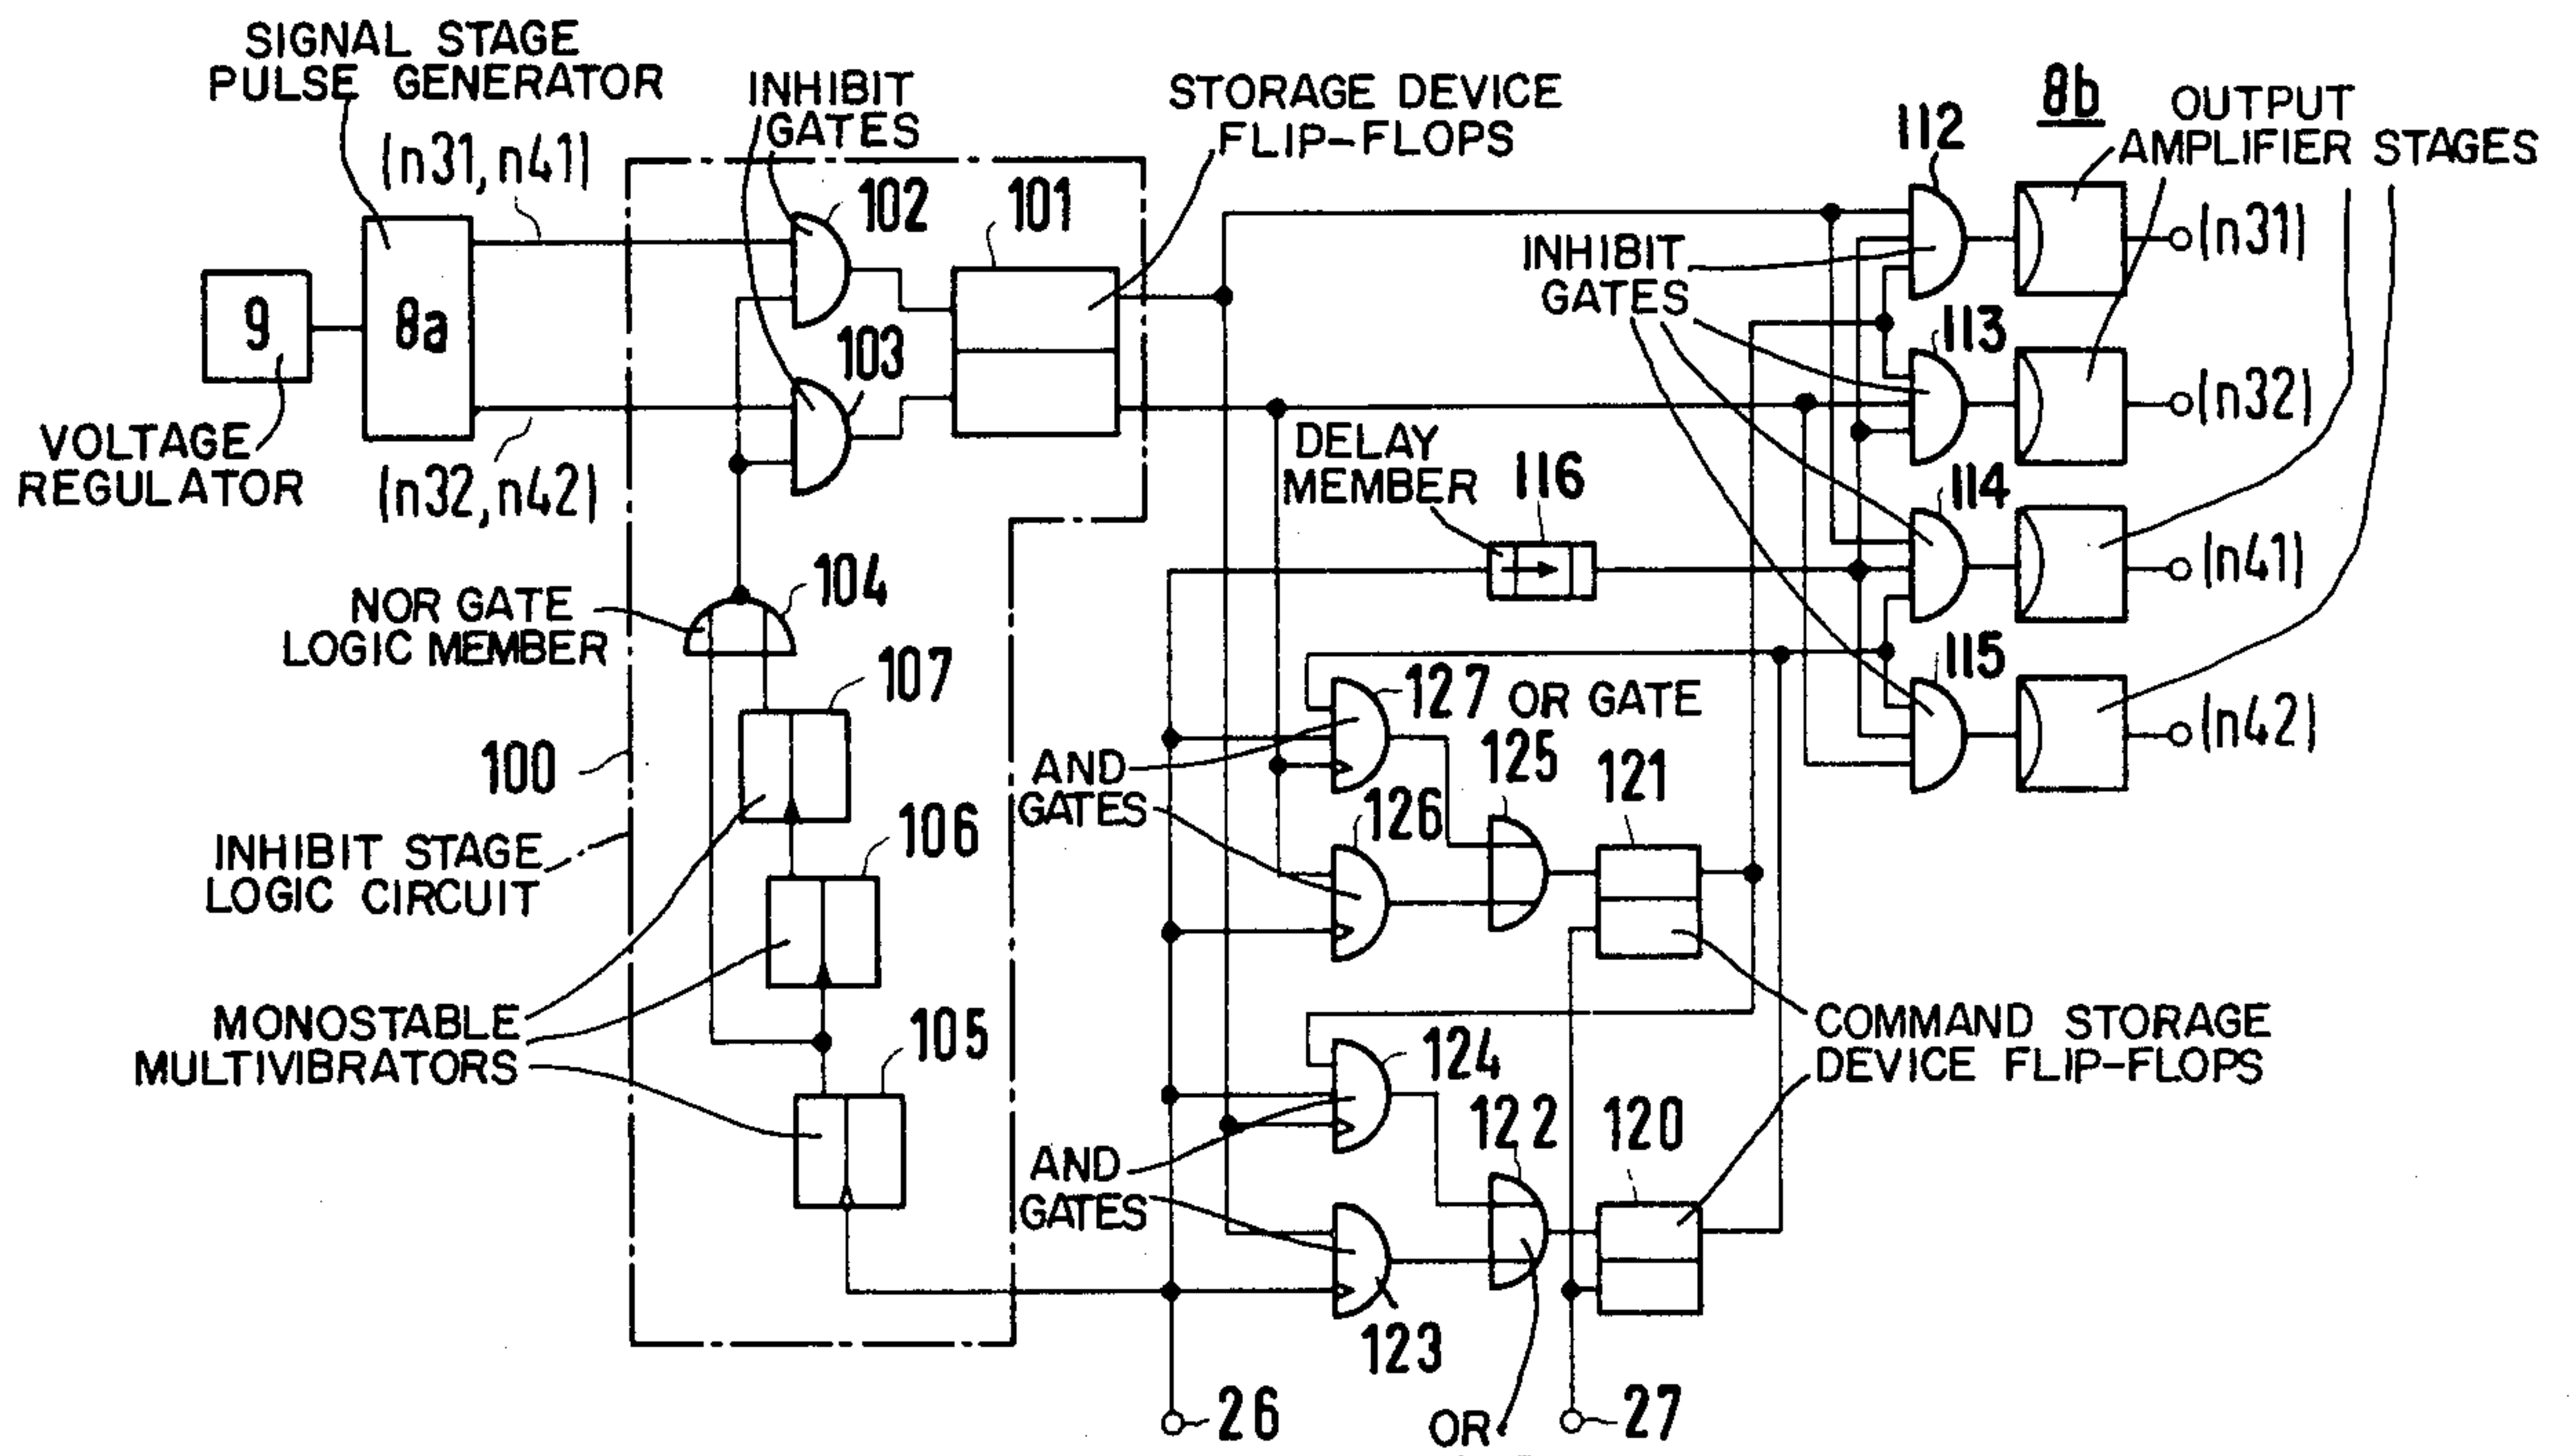 SIGNAL STAGE
PULSE GENERATOR
(n31, n41)
INHIBIT
GATES
102
101
STORAGE DEVICE
FLIP-FLOPS
112
8b
OUTPUT
AMPLIFIER STAGES
(n31)
9
8a
103
INHIBIT
GATES
113
(n32)
VOLTAGE
REGULATOR
(n32, n42)
DELAY
MEMBER
116
114
(n41)
NOR GATE
LOGIC MEMBER
104
107
127
OR GATE
125
115
(n42)
100
AND
GATES
126
121
106
INHIBIT STAGE
LOGIC CIRCUIT
MONOSTABLE
MULTIVIBRATORS
105
124
COMMAND STORAGE
DEVICE FLIP-FLOPS
122
120
AND
GATES
123
26
OR
27